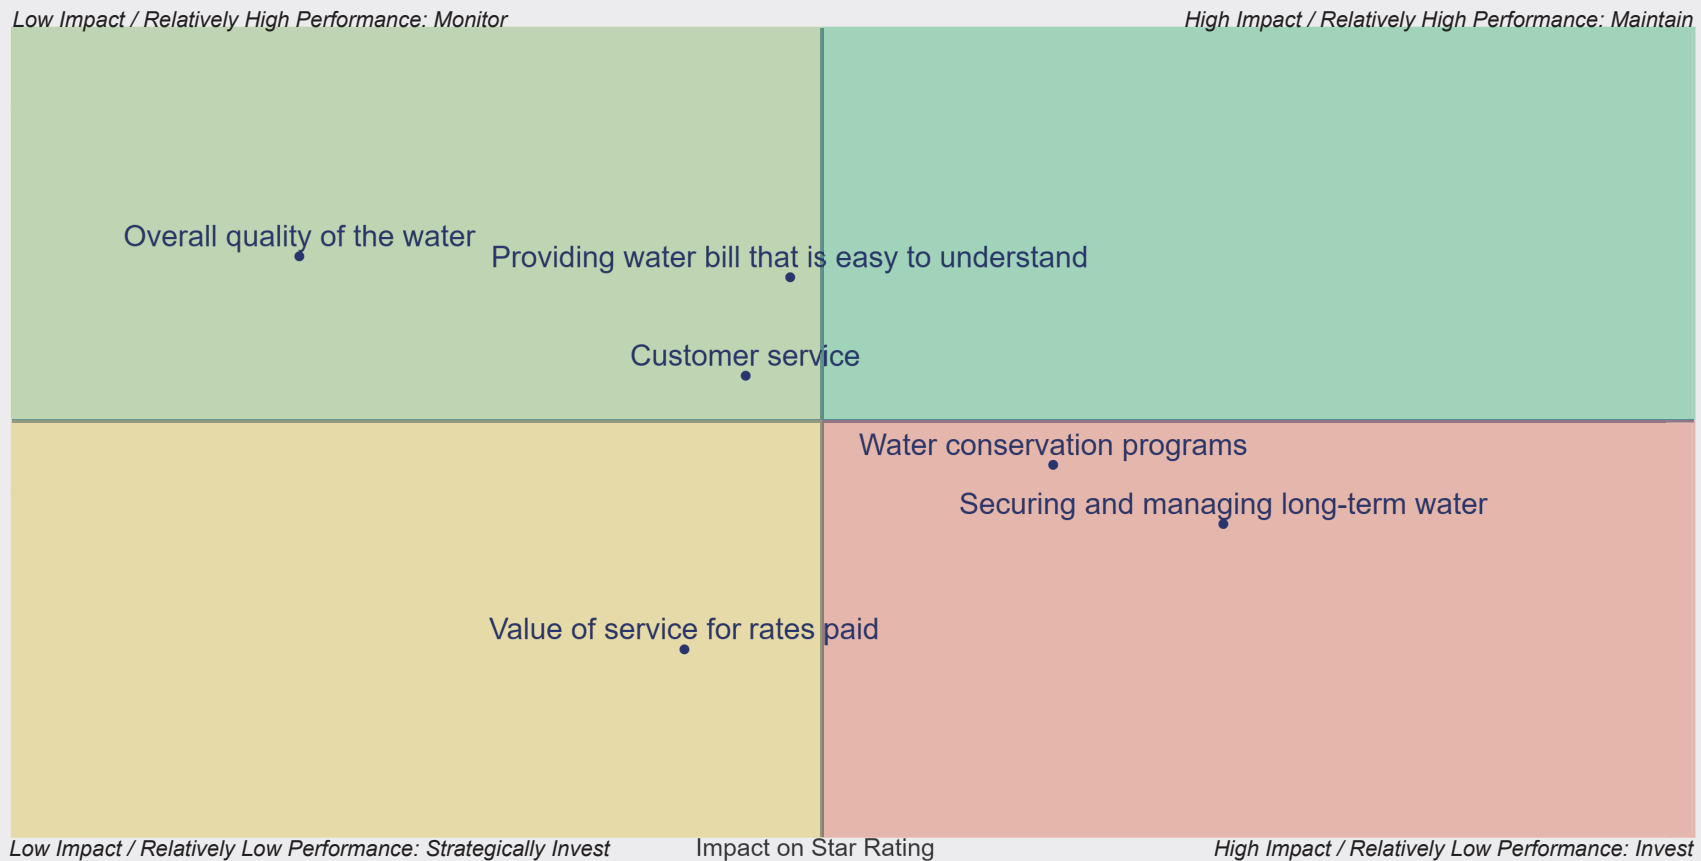 Low Impact / Relatively High Performance: Monitor
High Impact / Relatively High Performance: Maintain
Overall quality of the water
Providing water bill that is easy to understand
Customer service
Water conservation programs
Securing and managing long-term water
Value of service for rates paid
Low Impact / Relatively Low Performance: Strategically Invest
Impact on Star Rating
High Impact / Relatively Low Performance: Invest